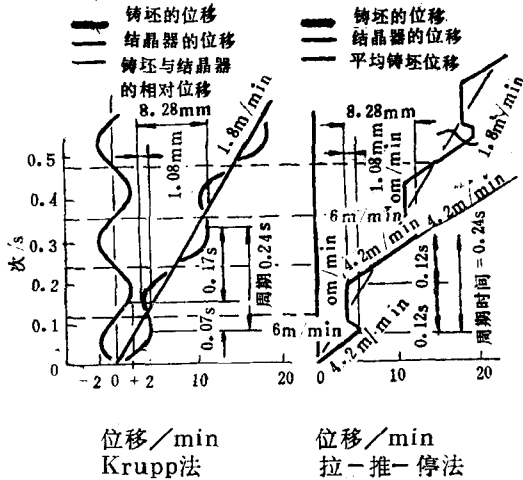 铸坯的位移
结晶器的位移
铸坯与结晶器
的相对位移
8.28mm
1.08mm
1.8m/min
0.5
0.4
0.3
0.2
0.1
0
次/s
0.17s
0.07s
周期0.24s
-2 0 +2 10 20
位移/min
Krupp法
铸坯的位移
结晶器的位移
平均铸坯位移
8.28mm
1.08mm
1.8m/min
om/min
6m/min
4.2m/min
4.2m/min
om/min
0.12s
0.12s
周期时间=0.24s
6m/min
4.2m/min
0 10 20
位移/min
拉-推-停法